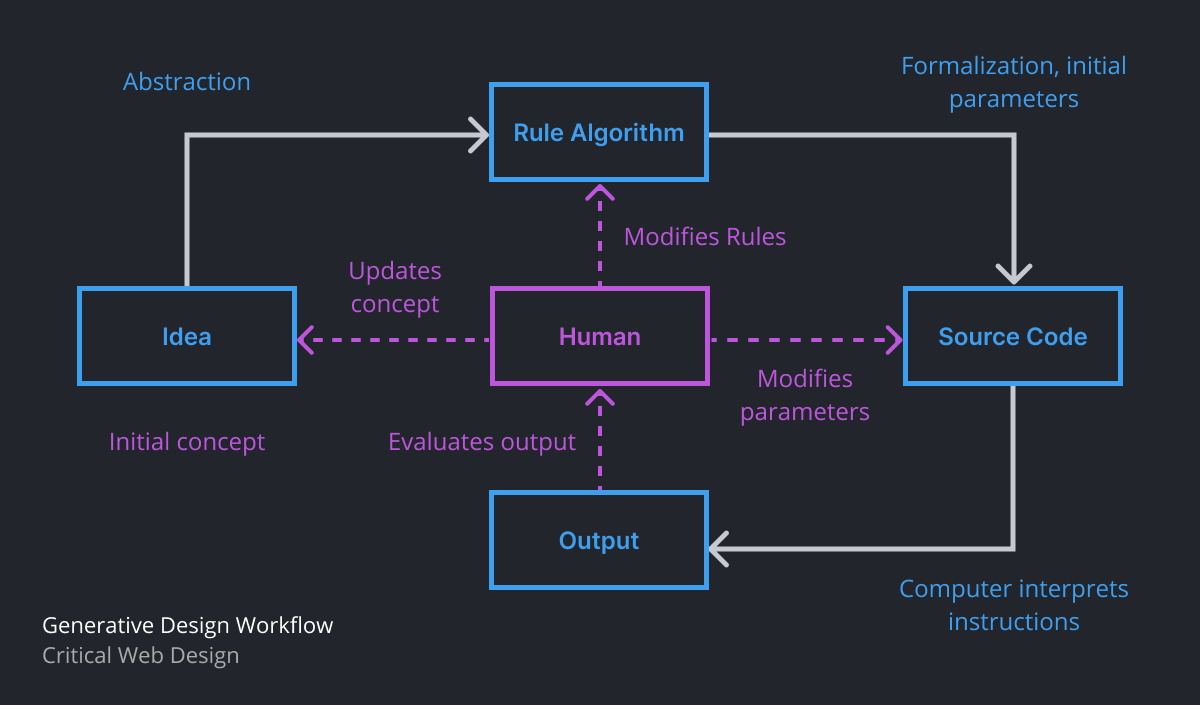 Abstraction
Formalization, initial
parameters
Rule Algorithm
Modifies Rules
Updates
concept
Idea
Human
Source Code
Modifies
parameters
Initial concept
Evaluates output
Output
Computer interprets
instructions
Generative Design Workflow
Critical Web Design